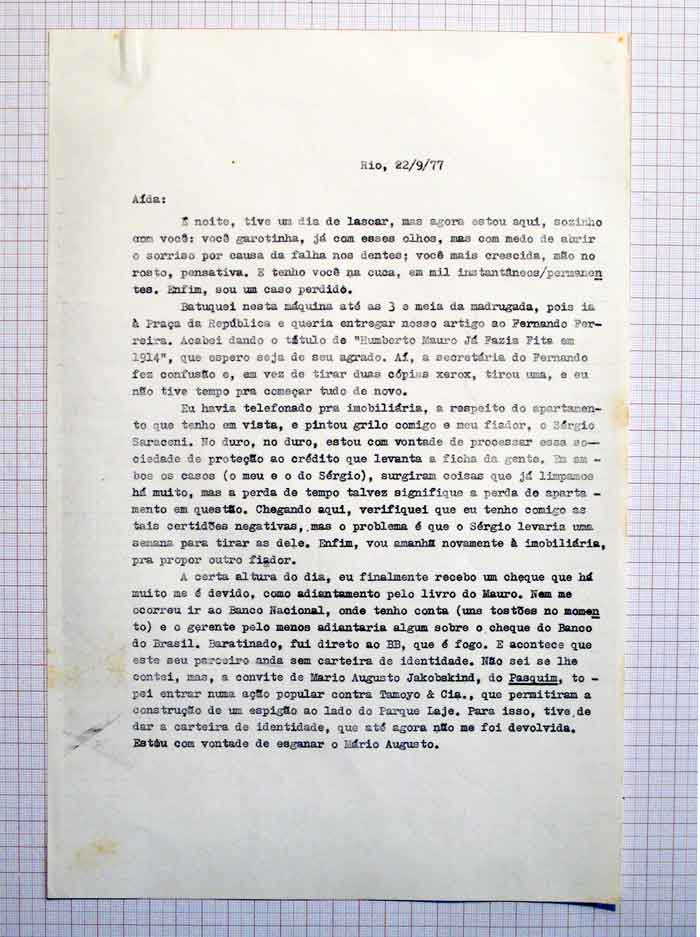 Rio, 22/9/77
Aída:
É noite, tive um dia de lascar, mas agora estou aqui, sozinho
com você: você garotinha, já com esses olhos, mas com medo de abrir
o sorriso por causa da falha nos dentes; você mais crescida, mão no
rosto, pensativa. E tenho você na cuca, em mil instantâneos/permanen
tes. Enfim, sou um caso perdido.
Batuquei nesta máquina até as 3 e meia da madrugada, pois ia
à Praça da República e queria entregar nosso artigo ao Fernando Fer-
reira. Acabei dando o título de "Humberto Mauro Já Fazia Fita em
1914", que espero seja de seu agrado. Aí, a secretária do Fernando
fez confusão e, em vez de tirar duas cópias xerox, tirou uma, e eu
não tive tempo pra começar tudo de novo.
Eu havia telefonado pra imobiliária, a respeito do apartamen-
to que tenho em vista, e pintou grilo comigo e meu fiador, o Sérgio
Saraceni. No duro, no duro, estou com vontade de processar essa so-
ciedade de proteção ao crédito que levanta a ficha da gente. Em am -
bos os casos (o meu e o do Sérgio), surgiram coisas que já limpamos
há muito, mas a perda de tempo talvez signifique a perda de aparta -
mento em questão. Chegando aqui, verifiquei que eu tenho comigo as
tais certidões negativas, mas o problema é que o Sérgio levaria uma
semana para tirar as dele. Enfim, vou amanhã novamente à imobiliária,
pra propor outro fiador.
A certa altura do dia, eu finalmente recebo um cheque que há
muito me é devido, como adiantamento pelo livro do Mauro. Nem me
ocorreu ir ao Banco Nacional, onde tenho conta (uns tostões no momen
to) e o gerente pelo menos adiantaria algum sobre o cheque do Banco
do Brasil. Baratinado, fui direto ao BB, que é fogo. E acontece que
este seu parceiro anda sem carteira de identidade. Não sei se lhe
contei, mas, a convite de Mario Augusto Jakobskind, do Pasquim, to -
pei entrar numa ação popular contra Tamoyo & Cia., que permitiram a
construção de um espigão ao lado do Parque Laje. Para isso, tive de
dar a carteira de identidade, que até agora não me foi devolvida.
Estou com vontade de esganar o Mário Augusto.